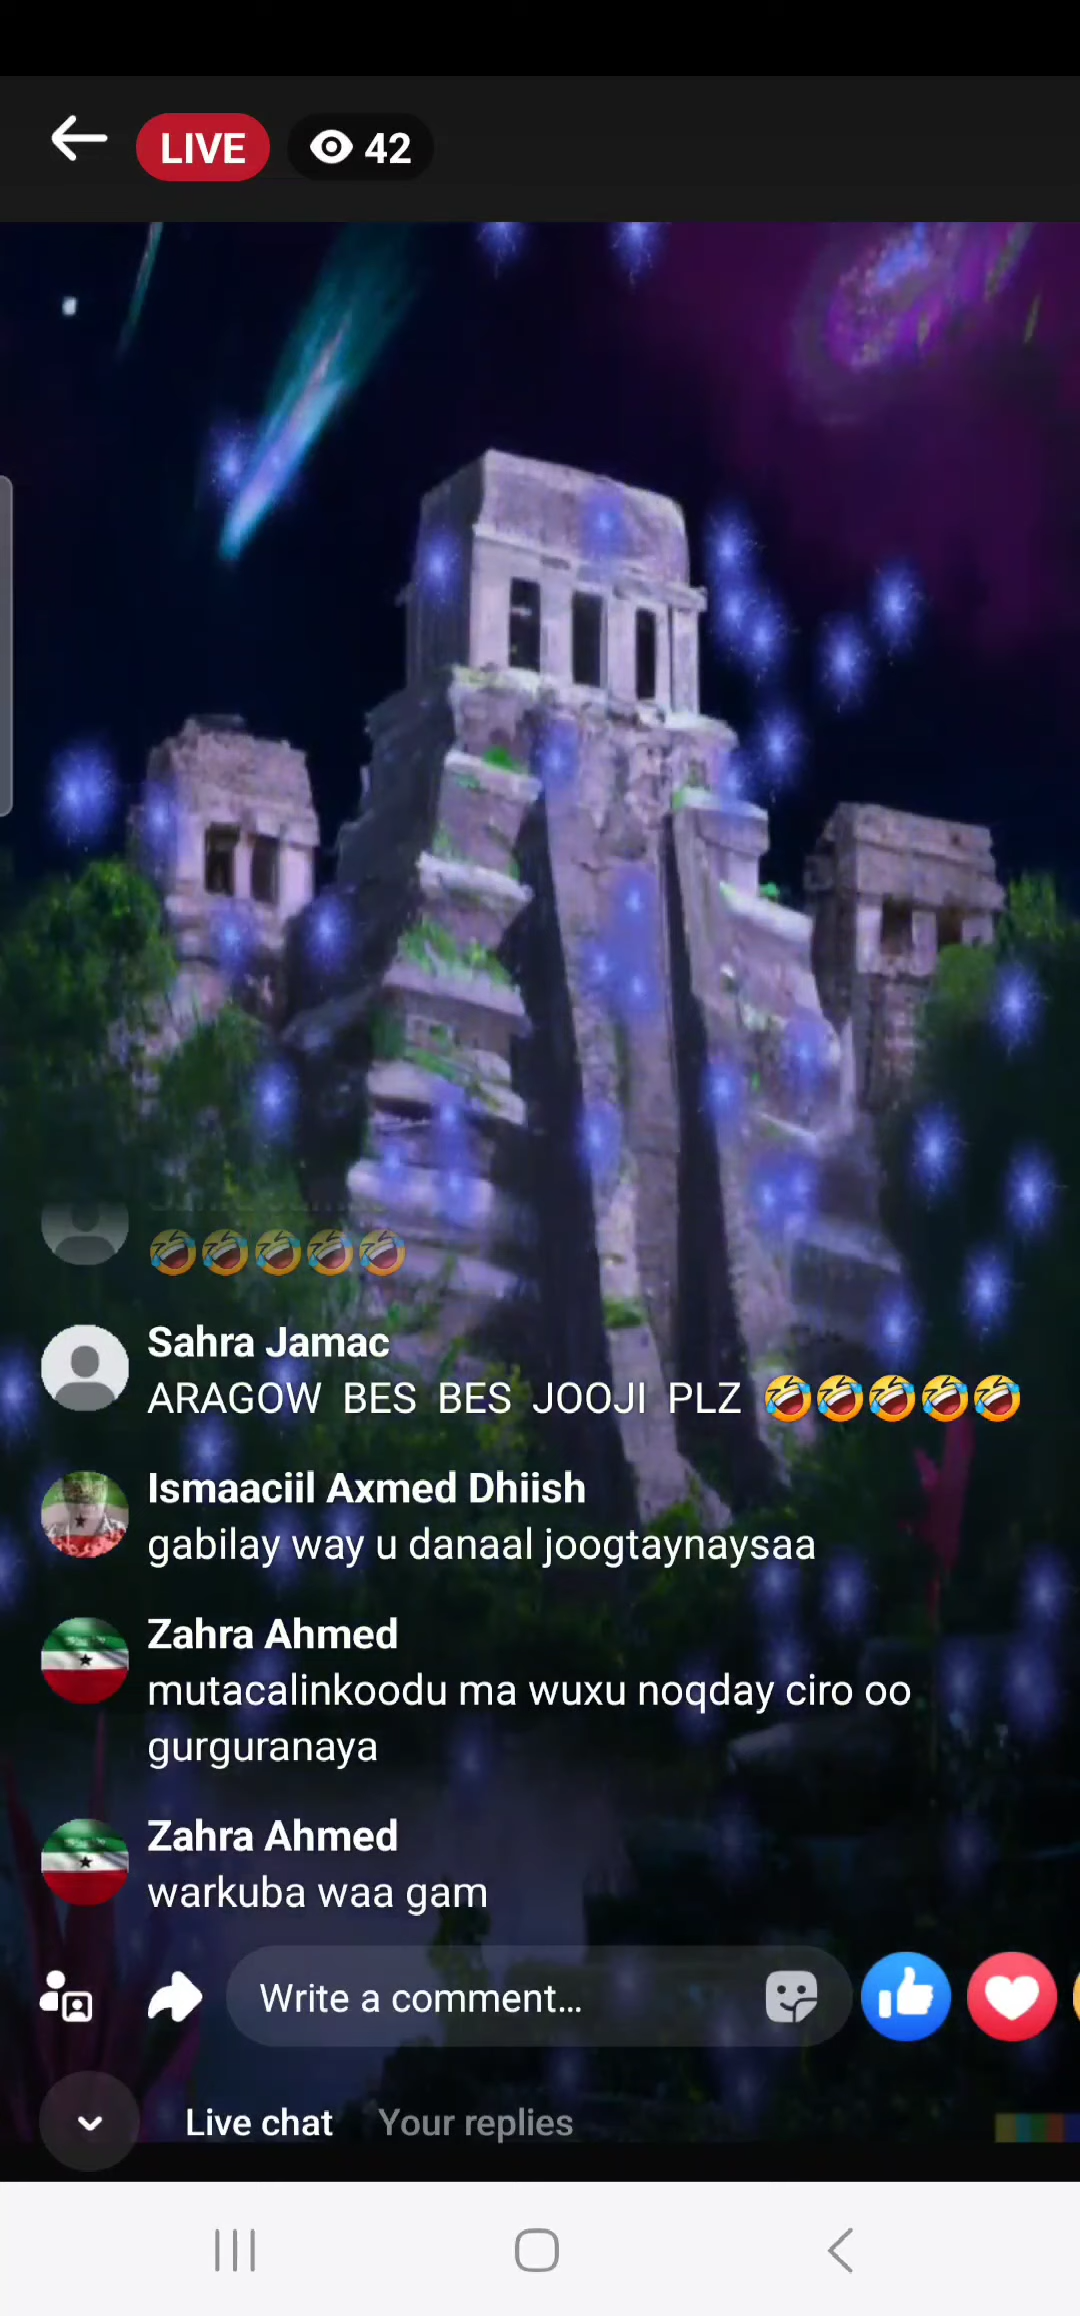 LIVE 42
🤣🤣🤣🤣🤣
Sahra Jamac
ARAGOW BES BES JOOJI PLZ 🤣🤣🤣🤣🤣
Ismaaciil Axmed Dhiish
gabilay way u danaal joogtaynaysaa
Zahra Ahmed
mutacalinkoodu ma wuxu noqday ciro oo
gurguranaya
Zahra Ahmed
warkuba waa gam
Write a comment...
Live chat Your replies